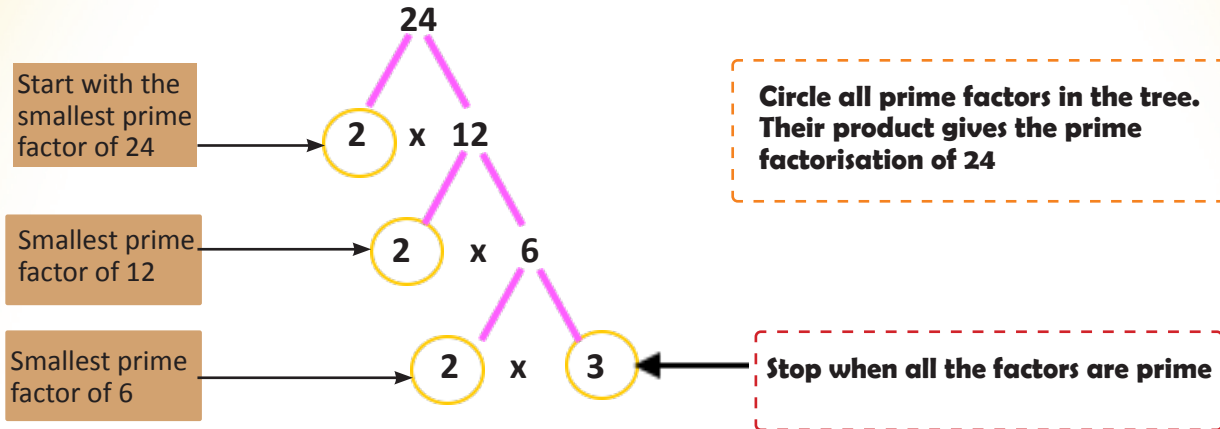 24
Start with the
smallest prime
factor of 24
2 x 12
Circle all prime factors in the tree.
Their product gives the prime
factorisation of 24
Smallest prime
factor of 12
2 x 6
Smallest prime
factor of 6
2 x 3
Stop when all the factors are prime